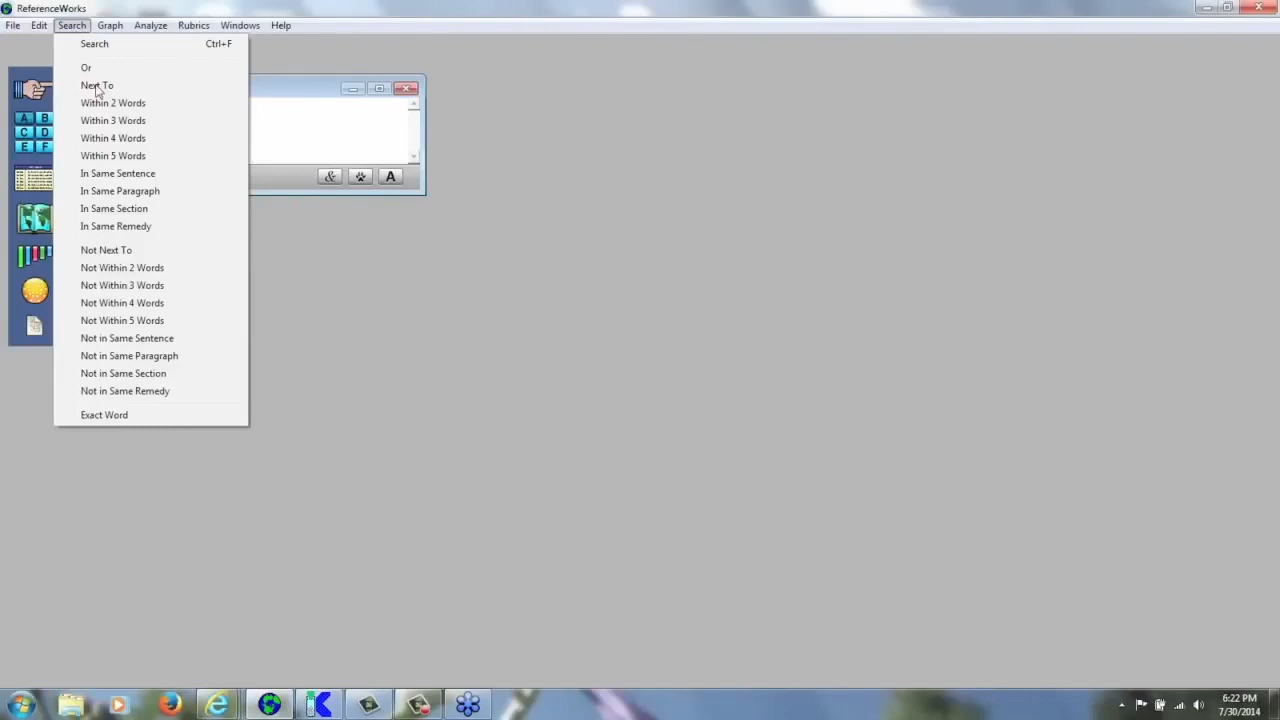 ReferenceWorks
File Edit Search Graph Analyze Rubrics Windows Help
Search Ctrl+F
Or
Next To
Within 2 Words
Within 3 Words
Within 4 Words
Within 5 Words
In Same Sentence
In Same Paragraph
In Same Section
In Same Remedy
Not Next To
Not Within 2 Words
Not Within 3 Words
Not Within 4 Words
Not Within 5 Words
Not in Same Sentence
Not in Same Paragraph
Not in Same Section
Not in Same Remedy
Exact Word
A B
C D
E F
& A
6:22 PM
7/30/2014